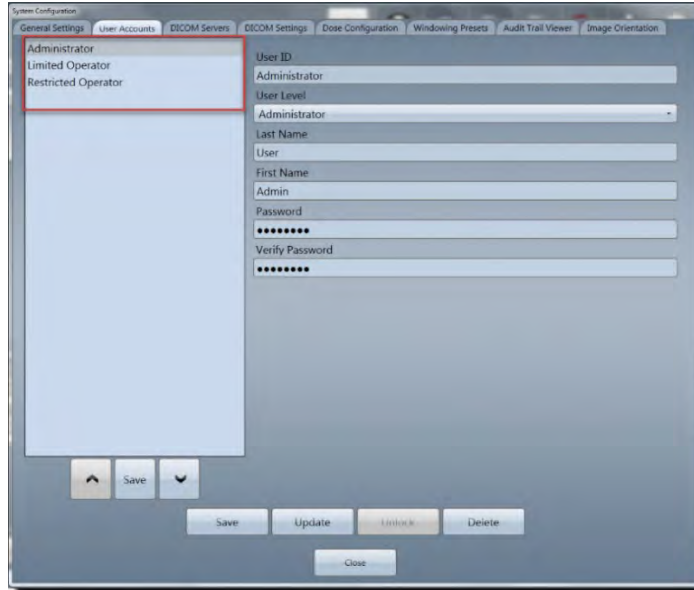 System Configuration
General Settings User Accounts DICOM Servers DICOM Settings Dose Configuration Windowing Presets Audit Trail Viewer Image Orientation
Administrator
Limited Operator
Restricted Operator
User ID
Administrator
User Level
Administrator
Last Name
User
First Name
Admin
Password
●●●●●●●●
Verify Password
●●●●●●●●
Save
Save Update Unlock Delete
Close